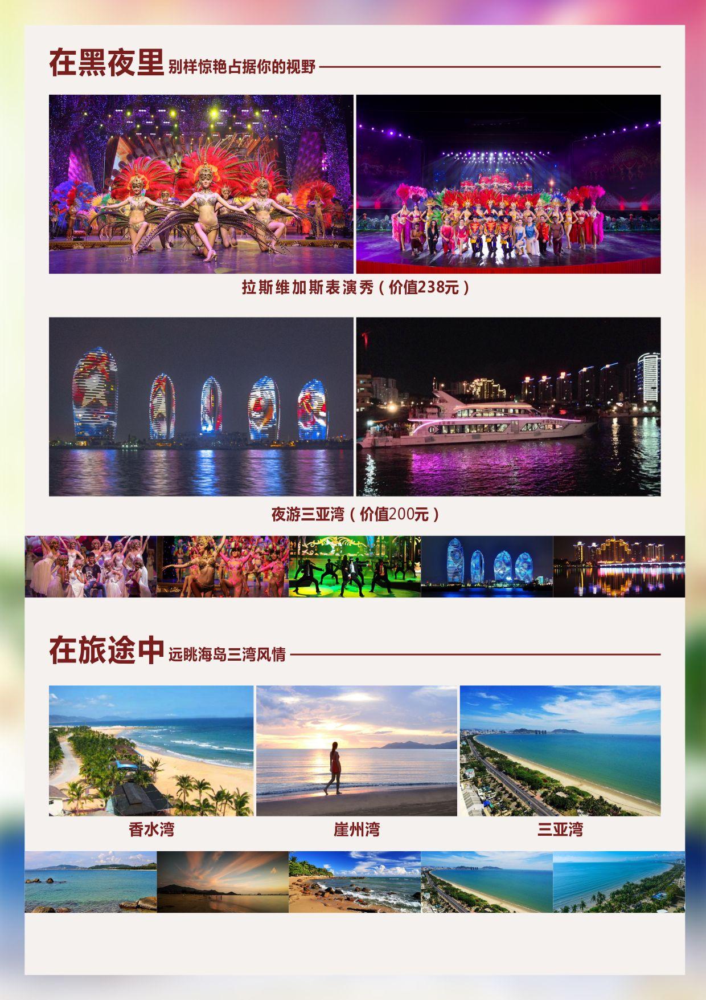 在黑夜里 别样惊艳占据你的视野
拉斯维加斯表演秀（价值238元）
夜游三亚湾（价值200元）
在旅途中 远眺海岛三湾风情
香水湾
崖州湾
三亚湾